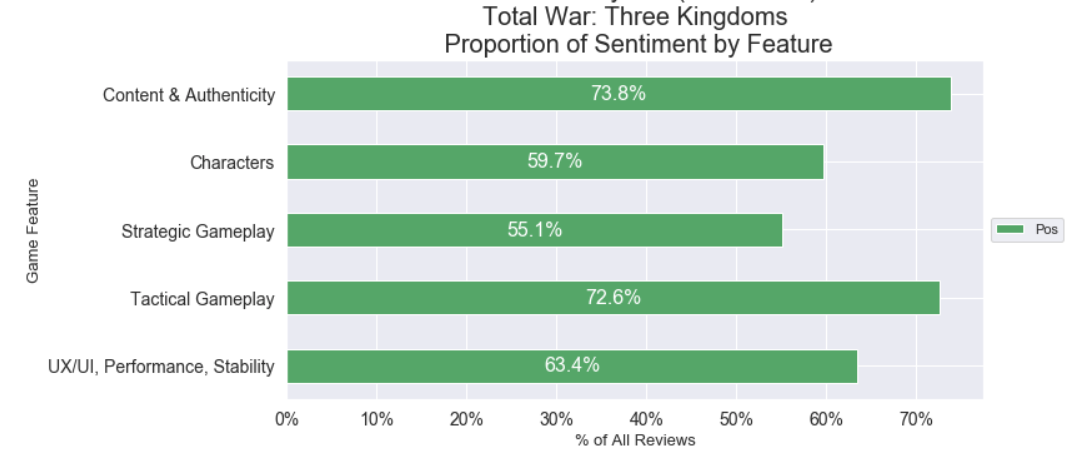 Total War: Three Kingdoms
Proportion of Sentiment by Feature
Content & Authenticity
73.8%
Characters
59.7%
Strategic Gameplay
55.1%
Tactical Gameplay
72.6%
UX/UI, Performance, Stability
63.4%
Game Feature
Pos
0% 10% 20% 30% 40% 50% 60% 70%
% of All Reviews